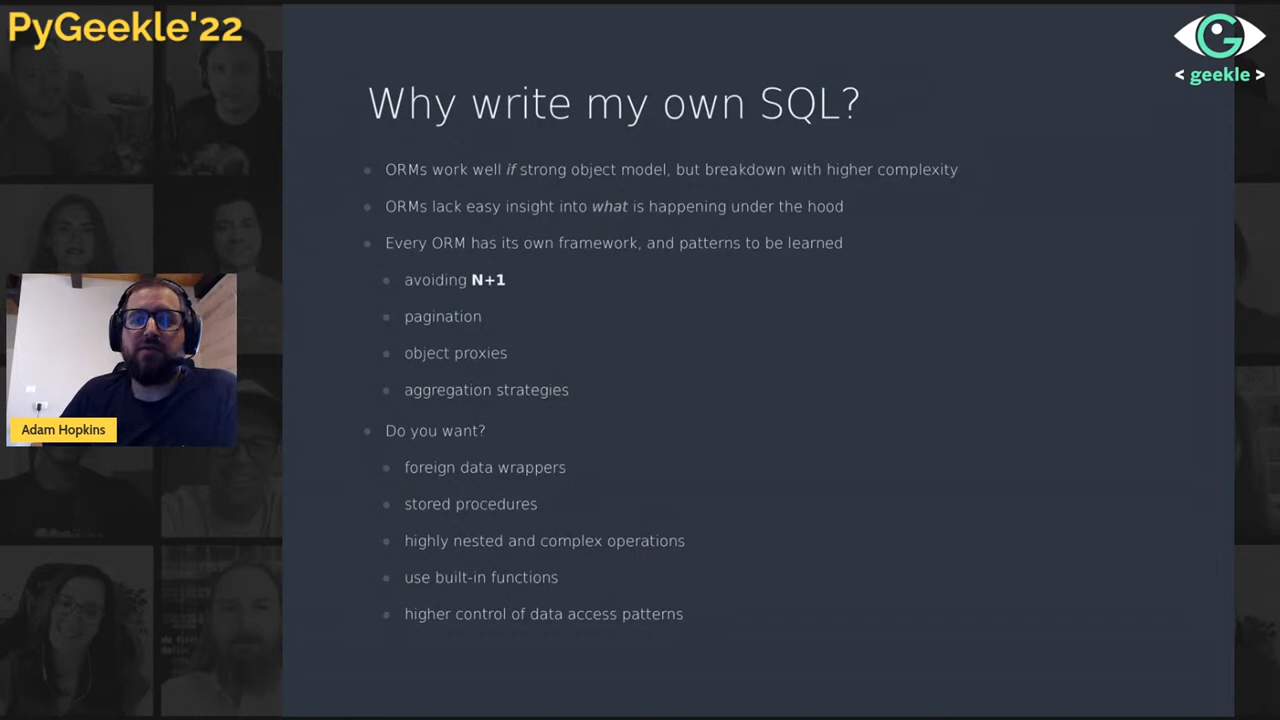 PyGeekle'22
< geekle >
Why write my own SQL?
ORMs work well if strong object model, but breakdown with higher complexity
ORMs lack easy insight into what is happening under the hood
Every ORM has its own framework, and patterns to be learned
avoiding N+1
pagination
object proxies
aggregation strategies
Do you want?
foreign data wrappers
stored procedures
highly nested and complex operations
use built-in functions
higher control of data access patterns
Adam Hopkins